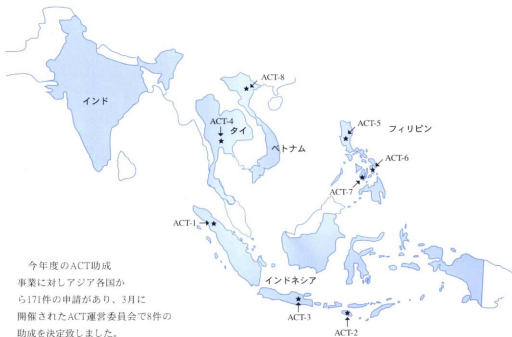 ACT-8
インド
ACT-4
タイ
ACT-5
フィリピン
ベトナム
ACT-6
ACT-7
ACT-1
今年度のACT助成
事業に対しアジア各国か
ら171件の申請があり、3月に
開催されたACT運営委員会で8件の
助成を決定致しました。
インドネシア
ACT-3
ACT-2